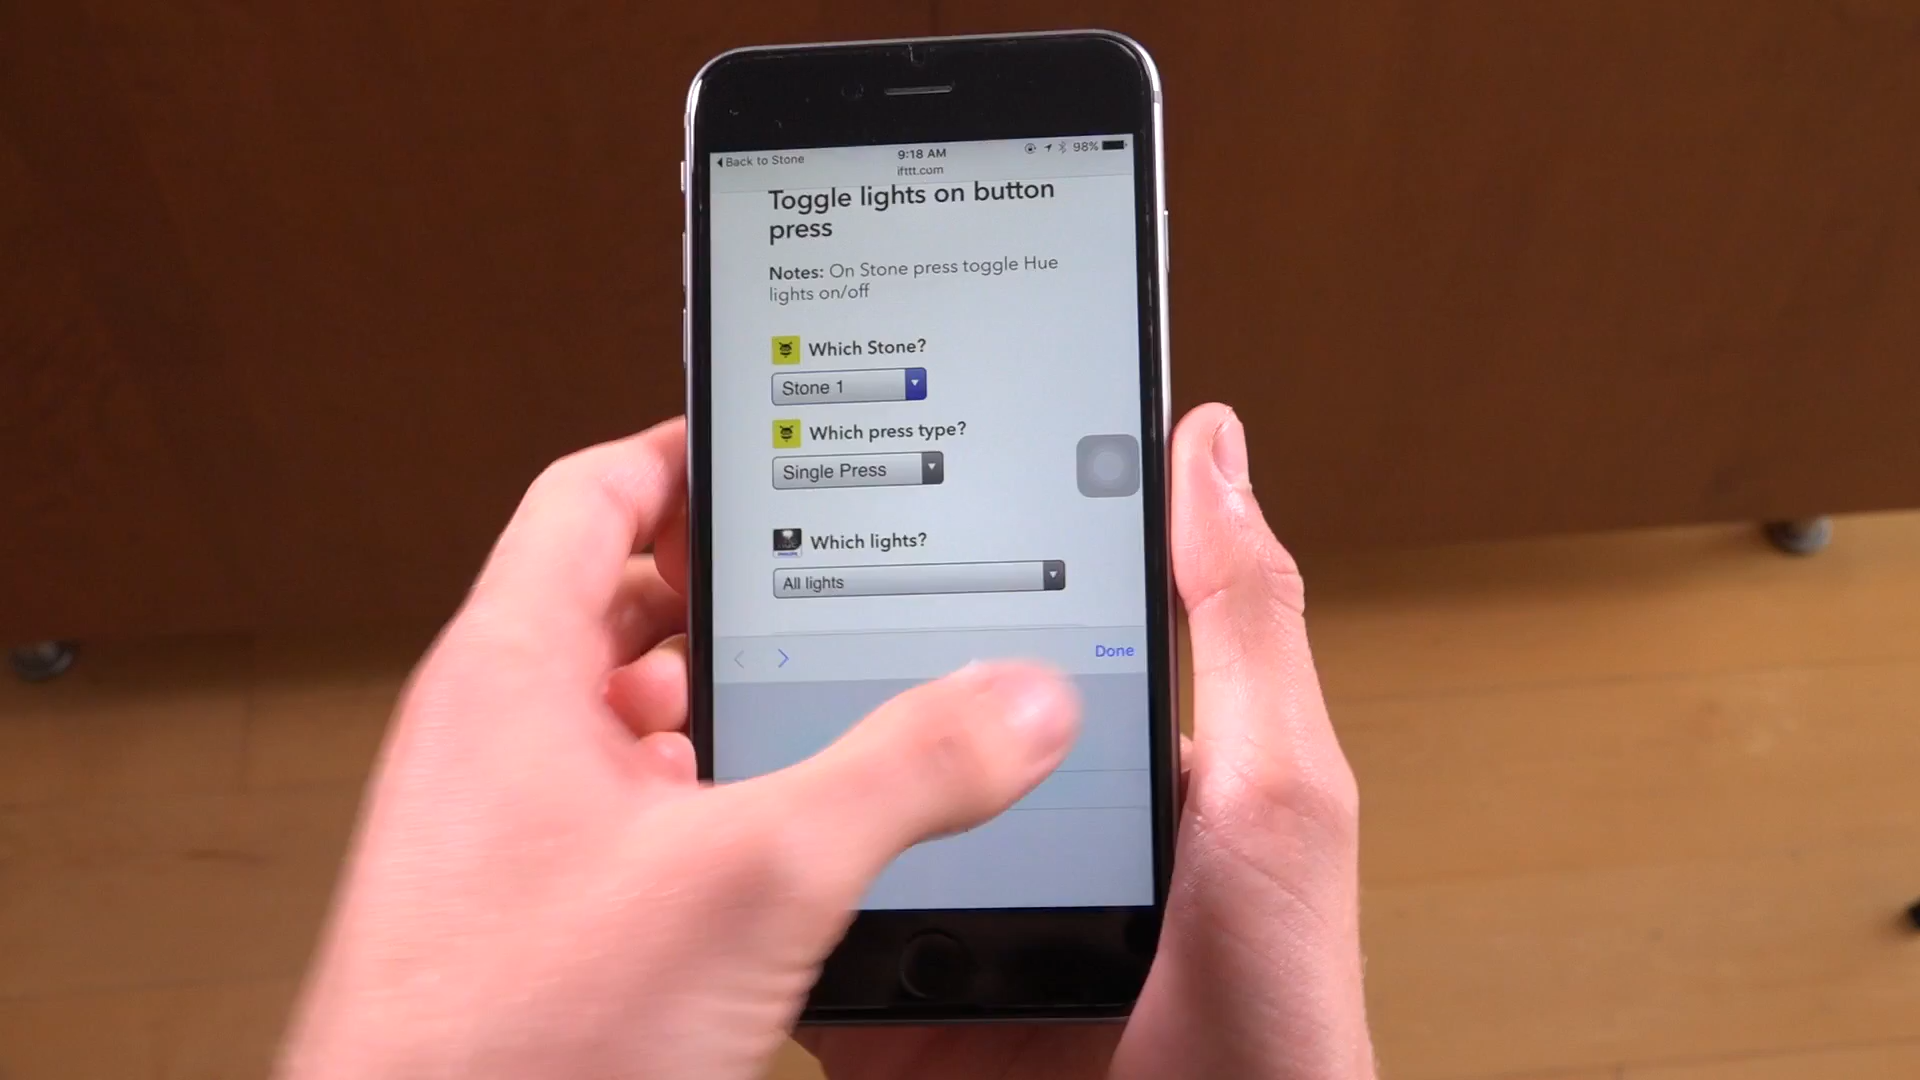 Back to Stone
9:18 AM
98%
ifttt.com
Toggle lights on button
press
Notes: On Stone press toggle Hue
lights on/off
Which Stone?
Stone 1
Which press type?
Single Press
Which lights?
All lights
Done